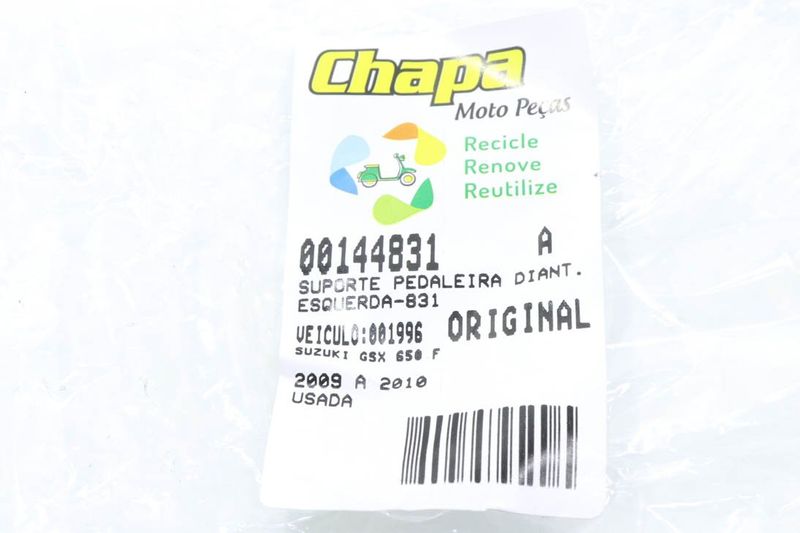 Chapa
Moto Peças
Recicle
Renove
Reutilize
00144831 A
SUPORTE PEDALEIRA DIANT.
ESQUERDA-831
VEICULO:001996 ORIGINAL
SUZUKI GSX 650 F
2009 A 2010
USADA